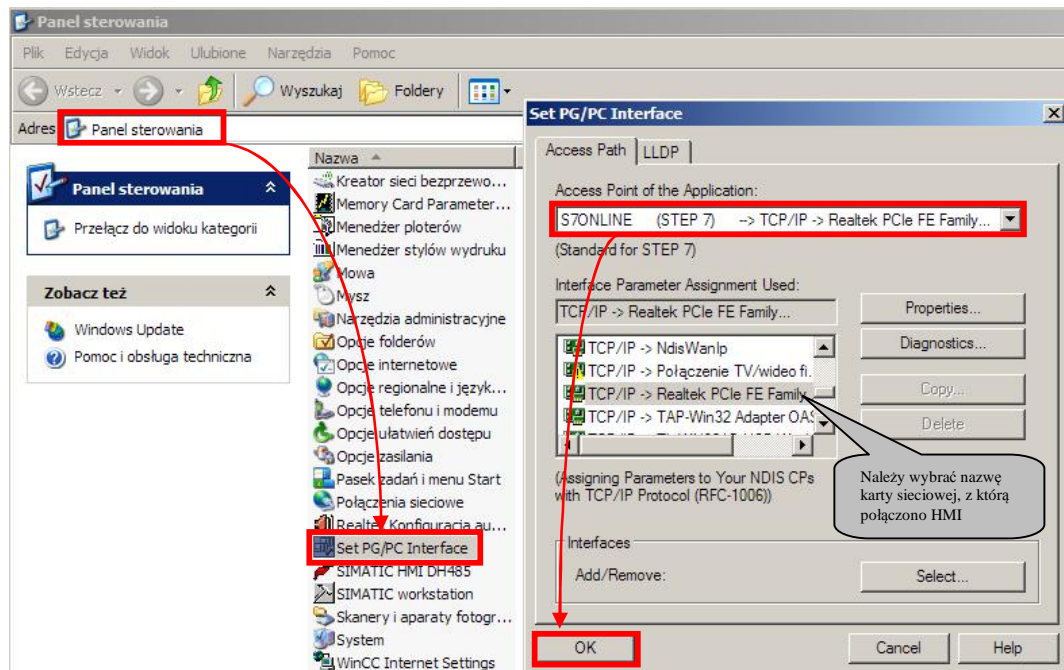 Panel sterowania
Plik Edycja Widok Ulubione Narzędzia Pomoc
Wstecz Wyszukaj Foldery
Adres Panel sterowania
Panel sterowania
Przełącz do widoku kategorii
Zobacz też
Windows Update
Pomoc i obsługa techniczna
Nazwa
Kreator sieci bezprzewo...
Memory Card Parameter...
Menedżer ploterów
Menedżer stylów wydruku
Mowa
Mysz
Narzędzia administracyjne
Opcje folderów
Opcje internetowe
Opcje regionalne i język...
Opcje telefonu i modemu
Opcje ułatwień dostępu
Opcje zasilania
Pasek zadań i menu Start
Połączenia sieciowe
Realtek Konfiguracja au...
Set PG/PC Interface
SIMATIC HMI DH485
SIMATIC workstation
Skanery i aparaty fotogr...
System
WinCC Internet Settings
Set PG/PC Interface
Access Path LLDP
Access Point of the Application:
S7ONLINE (STEP 7) --> TCP/IP -> Realtek PCIe FE Family...
(Standard for STEP 7)
Interface Parameter Assignment Used:
TCP/IP -> Realtek PCIe FE Family...
Properties...
Diagnostics...
Copy...
Delete
TCP/IP -> NdisWanIp
TCP/IP -> Połączenie TV/wideo fi.
TCP/IP -> Realtek PCIe FE Family
TCP/IP -> TAP-Win32 Adapter OAS
(Assigning Parameters to Your NDIS CPs
with TCP/IP Protocol (RFC-1006))
Należy wybrać nazwę
karty sieciowej, z którą
połączono HMI
Interfaces
Add/Remove:
Select...
OK
Cancel
Help